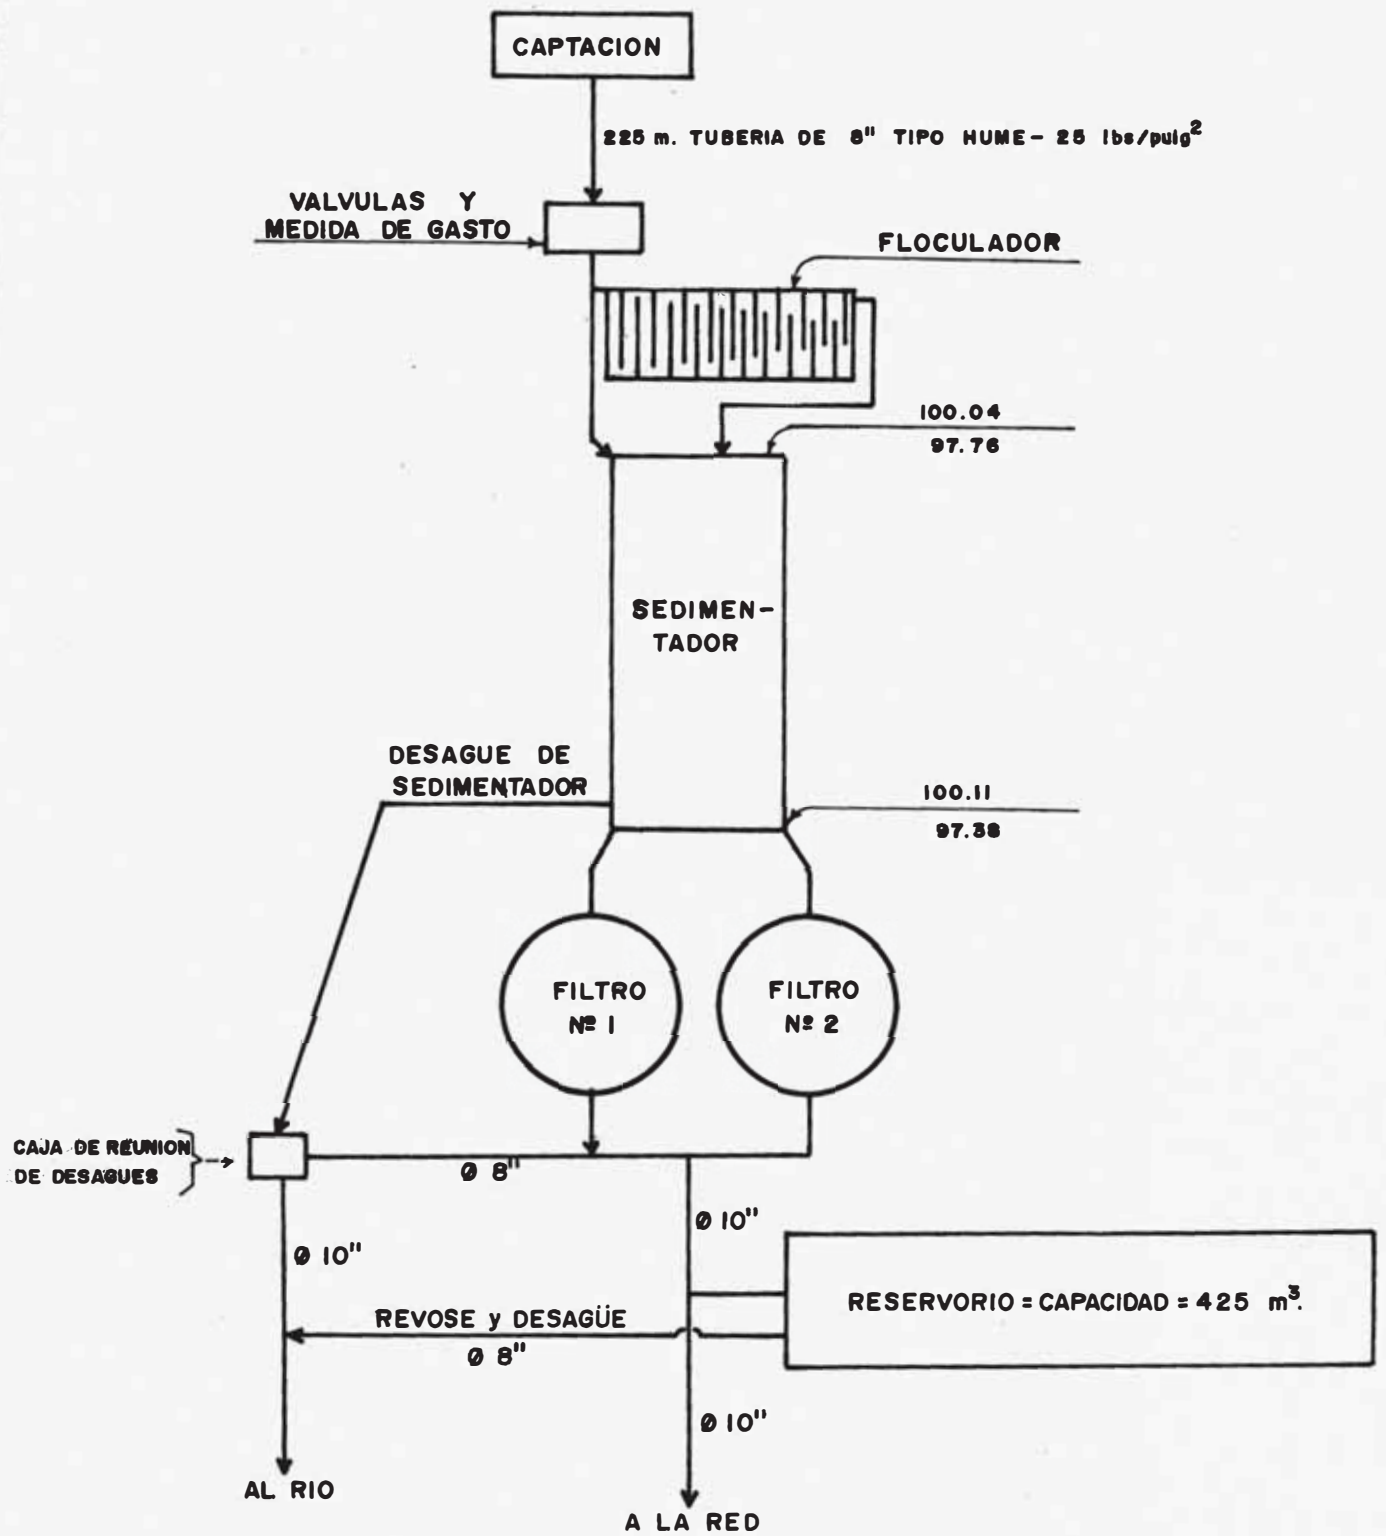 CAPTACION
225 m. TUBERIA DE 8" TIPO HUME- 25 lbs/pulg²
VALVULAS Y
MEDIDA DE GASTO
FLOCULADOR
100.04
97.76
SEDIMEN-
TADOR
DESAGUE DE
SEDIMENTADOR
100.11
97.38
FILTRO
Nº 1
FILTRO
Nº 2
CAJA DE REUNION
DE DESAGUES
Ø 8"
Ø 10"
Ø 10"
RESERVORIO = CAPACIDAD = 425 m³.
REVOSE y DESAGÜE
Ø 8"
Ø 10"
AL RIO
A LA RED